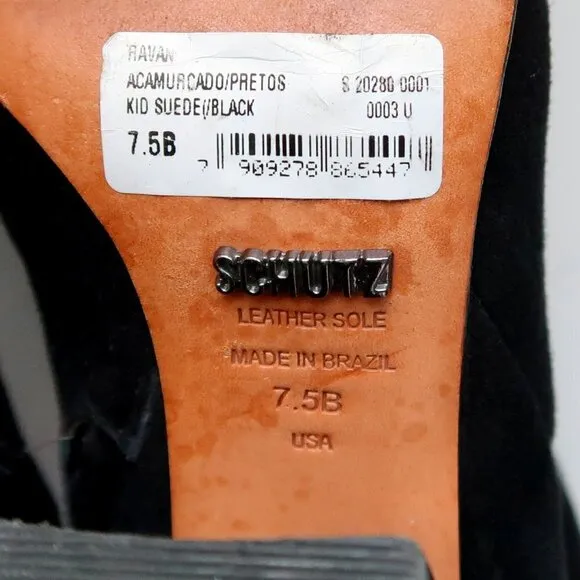 RAVAN
ACAMURCADO/PRETOS S 20280 0001
KID SUEDE(/BLACK 0003 U
7.5B
7 909278 865447
SCHUTZ
LEATHER SOLE
MADE IN BRAZIL
7.5B
USA